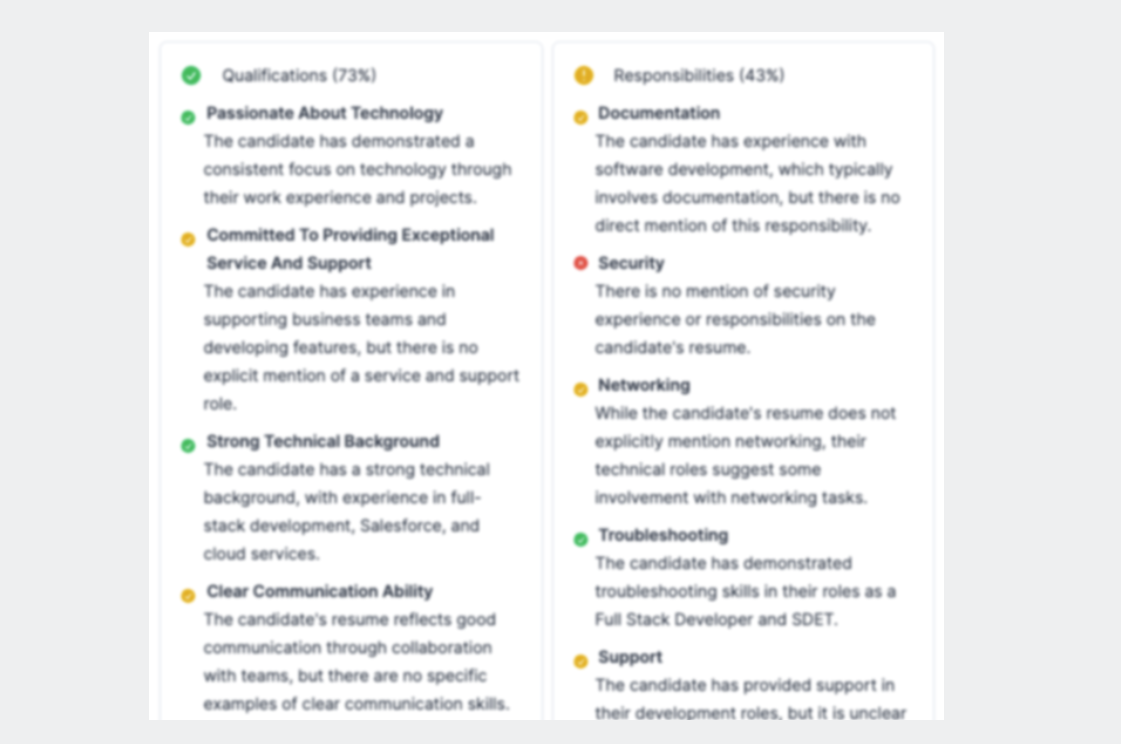 Qualifications (73%)
Passionate About Technology
The candidate has demonstrated a
consistent focus on technology through
their work experience and projects.
Committed To Providing Exceptional
Service And Support
The candidate has experience in
supporting business teams and
developing features, but there is no
explicit mention of a service and support
role.
Strong Technical Background
The candidate has a strong technical
background, with experience in full-
stack development, Salesforce, and
cloud services.
Clear Communication Ability
The candidate's resume reflects good
communication through collaboration
with teams, but there are no specific
examples of clear communication skills.
Responsibilities (43%)
Documentation
The candidate has experience with
software development, which typically
involves documentation, but there is no
direct mention of this responsibility.
Security
There is no mention of security
experience or responsibilities on the
candidate's resume.
Networking
While the candidate's resume does not
explicitly mention networking, their
technical roles suggest some
involvement with networking tasks.
Troubleshooting
The candidate has demonstrated
troubleshooting skills in their roles as a
Full Stack Developer and SDET.
Support
The candidate has provided support in
their development roles, but it is unclear